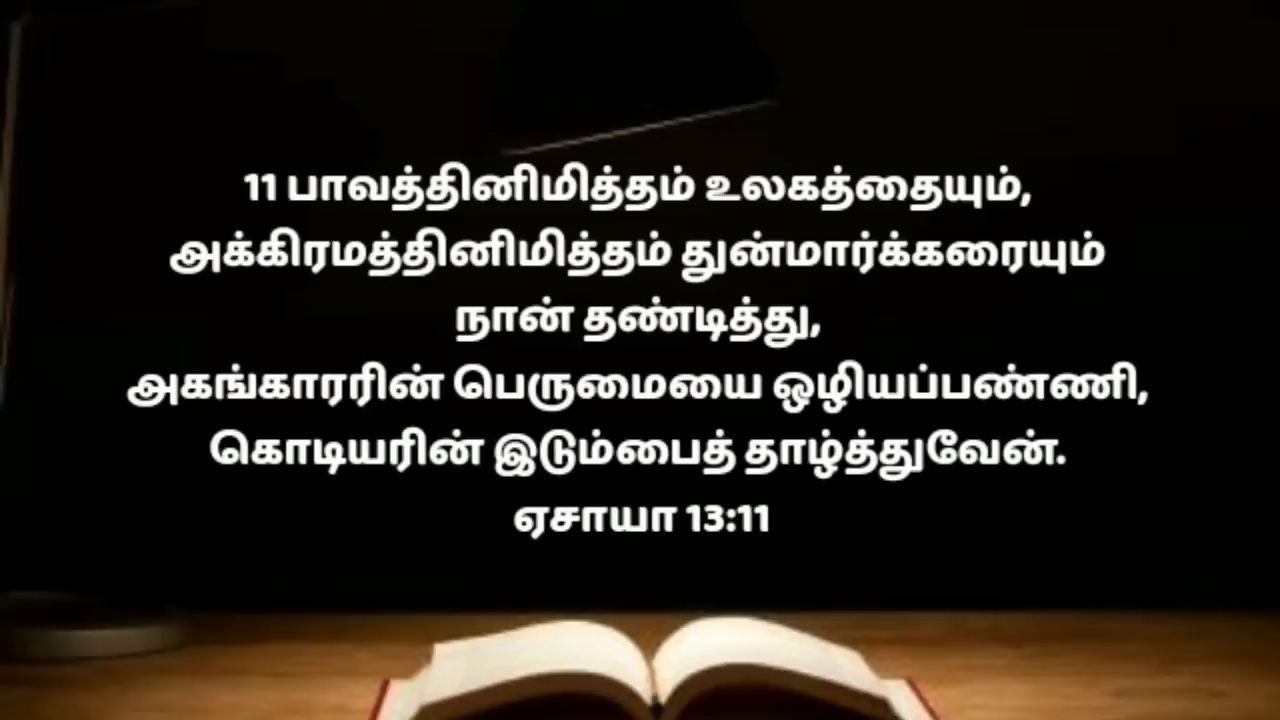 11 பாவத்தினிமித்தம் உலகத்தையும்,
அக்கிரமத்தினிமித்தம் துன்மார்க்கரையும்
நான் தண்டித்து,
அகங்காரரின் பெருமையை ஒழியப்பண்ணி,
கொடியரின் இடும்பைத் தாழ்த்துவேன்.
ஏசாயா 13:11